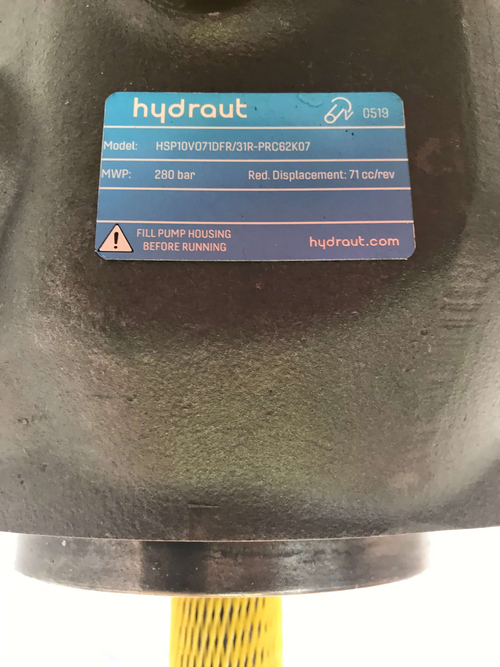 hydraut 0519
Model: HSP10VO71DFR/31R-PRC62K07
MWP: 280 bar Red. Displacement: 71 cc/rev
FILL PUMP HOUSING
BEFORE RUNNING
hydraut.com